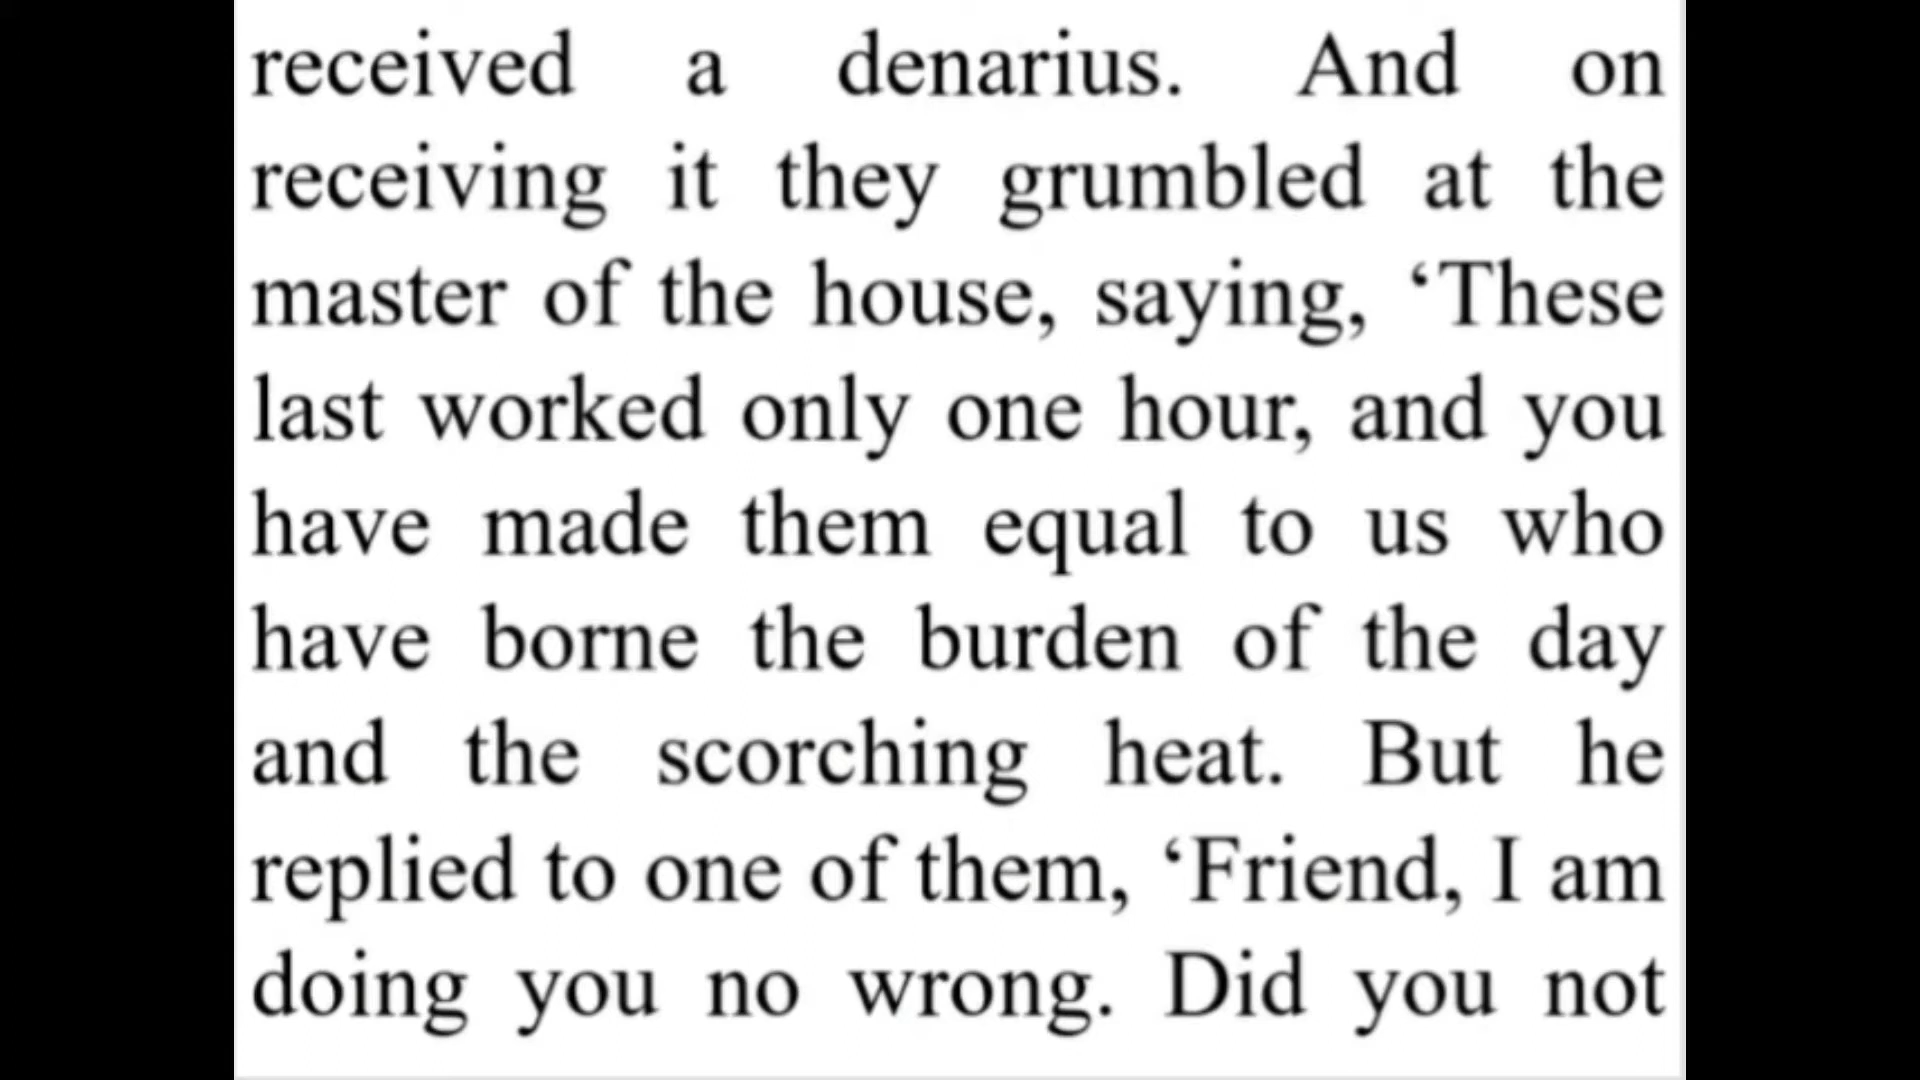 received a denarius. And on
receiving it they grumbled at the
master of the house, saying, ‘These
last worked only one hour, and you
have made them equal to us who
have borne the burden of the day
and the scorching heat. But he
replied to one of them, ‘Friend, I am
doing you no wrong. Did you not